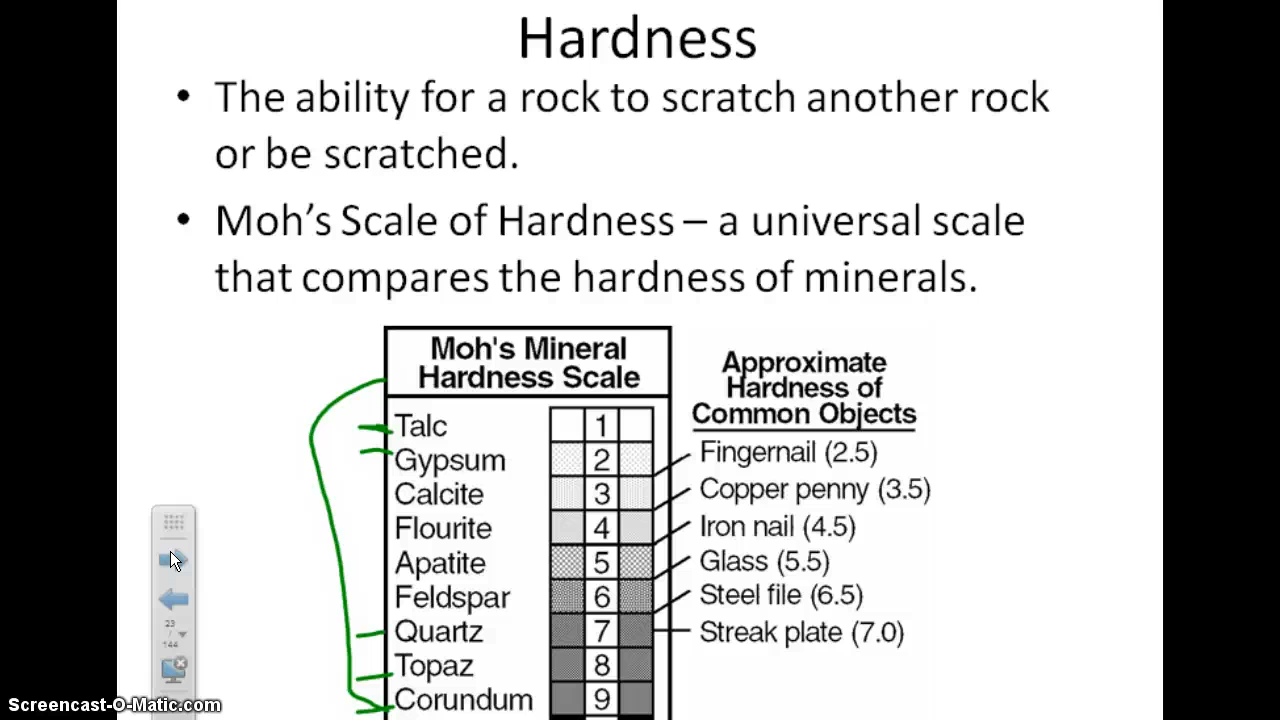 Hardness
• The ability for a rock to scratch another rock
or be scratched.
• Moh's Scale of Hardness – a universal scale
that compares the hardness of minerals.
Moh's Mineral
Hardness Scale
Talc 1
Gypsum 2
Calcite 3
Flourite 4
Apatite 5
Feldspar 6
Quartz 7
Topaz 8
Corundum 9
Approximate
Hardness of
Common Objects
Fingernail (2.5)
Copper penny (3.5)
Iron nail (4.5)
Glass (5.5)
Steel file (6.5)
Streak plate (7.0)
23
/
144
Screencast-O-Matic.com